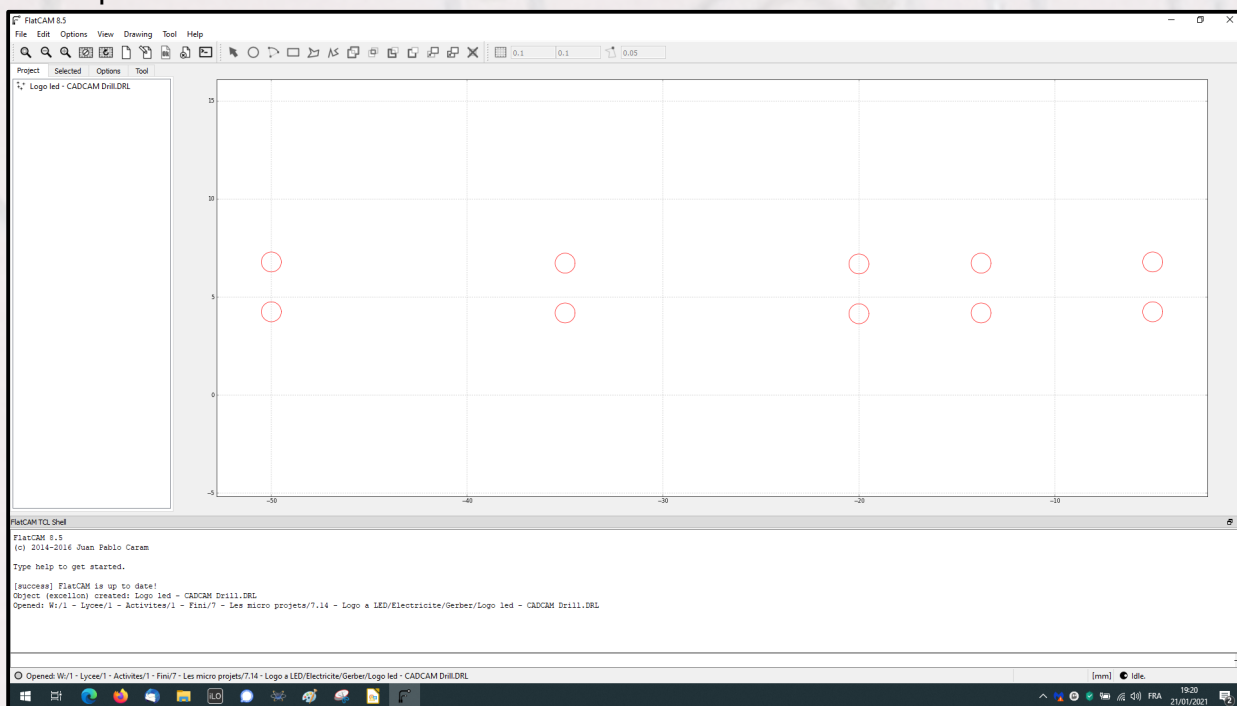 FlatCAM 8.5
File Edit Options View Drawing Tool Help
0.1 0.1 0.05
Project Selected Options Tool
Logo led - CADCAM Drill.DRL
15
10
5
0
-5
-50 -40 -30 -20 -10
FlatCAM TCL Shell
FlatCAM 8.5
(c) 2014-2016 Juan Pablo Caram
Type help to get started.
[success] FlatCAM is up to date!
Object (excellon) created: Logo led - CADCAM Drill.DRL
Opened: W:/1 - Lycee/1 - Activites/1 - Fini/7 - Les micro projets/7.14 - Logo a LED/Electricite/Gerber/Logo led - CADCAM Drill.DRL
Opened: W:/1 - Lycee/1 - Activites/1 - Fini/7 - Les micro projets/7.14 - Logo a LED/Electricite/Gerber/Logo led - CADCAM Drill.DRL [mm] Idle.
iLO FRA 19:20
21/01/2021 2